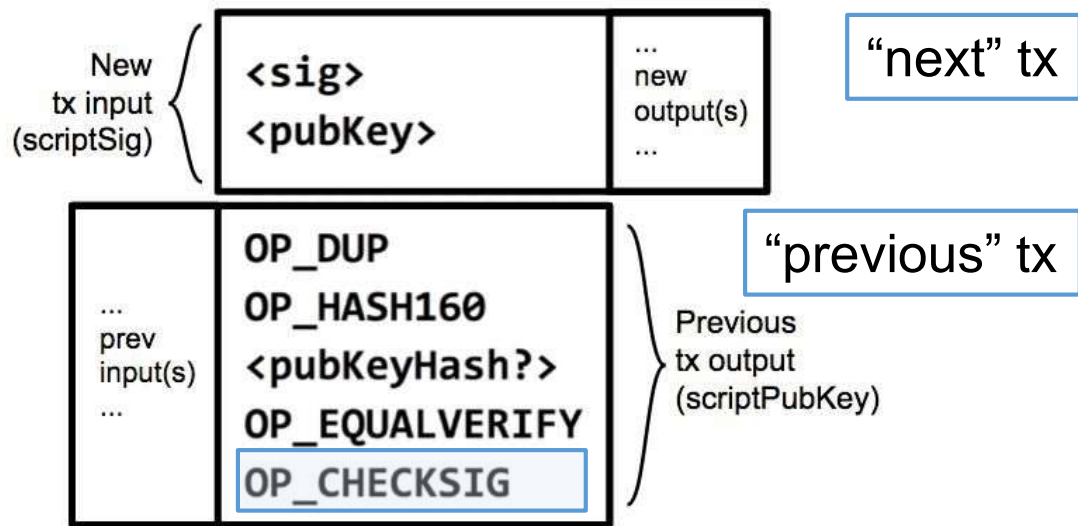 New
tx input
(scriptSig)
<sig>
<pubKey>
...
new
output(s)
...
“next” tx
...
prev
input(s)
...
OP_DUP
OP_HASH160
<pubKeyHash?>
OP_EQUALVERIFY
OP_CHECKSIG
Previous
tx output
(scriptPubKey)
“previous” tx